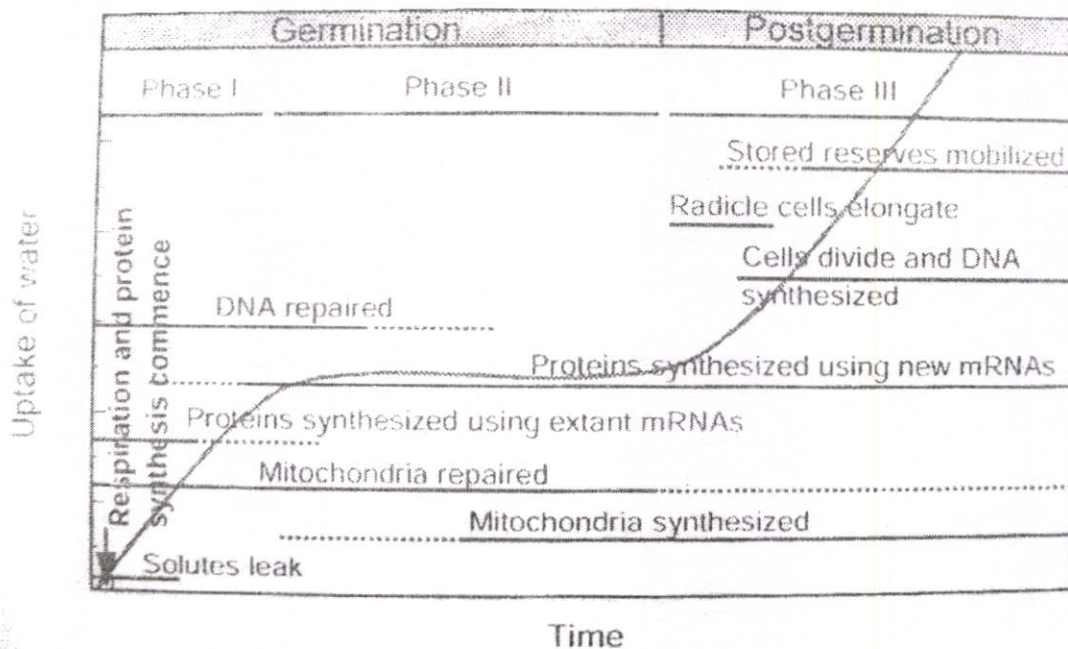 Germination Postgermination
Phase I Phase II Phase III
Stored reserves mobilized
Radicle cells elongate
Cells divide and DNA
synthesized
DNA repaired
Proteins synthesized using new mRNAs
Proteins synthesized using extant mRNAs
Mitochondria repaired
Mitochondria synthesized
Solutes leak
Respiration and protein
synthesis commence
Uptake of water
Time